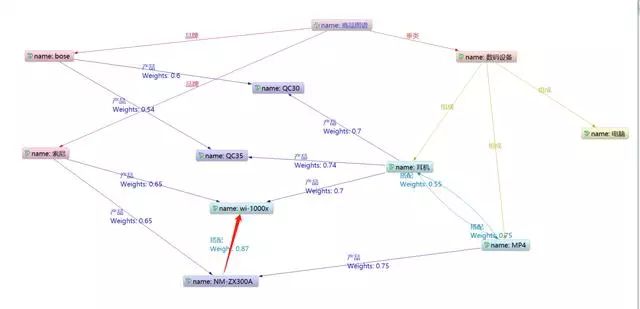 name: 商品图谱
品牌
垂类
name: bose
name: 数码设备
产品
Weights: 0.6
品牌
name: QC30
组成
组成
产品
Weights: 0.54
产品
Weights: 0.7
name: 电脑
组成
name: 索尼
name: QC35
产品
Weights: 0.74
name: 耳机
搭配
Weights: 0.55
产品
Weights: 0.65
产品
Weights: 0.7
name: wi-1000x
产品
Weights: 0.65
搭配
Weights: 0.75
搭配
Weight: 0.87
name: MP4
产品
Weights: 0.75
name: NM-ZX300A